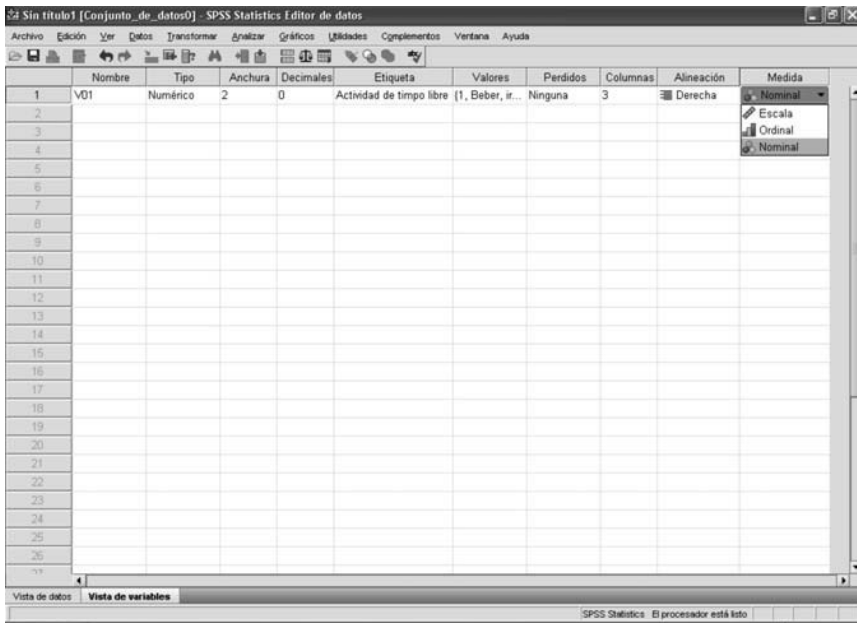 Sin título1 [Conjunto_de_datos0] - SPSS Statistics Editor de datos
Archivo Edición Ver Datos Transformar Analizar Gráficos Utilidades Complementos Ventana Ayuda
Nombre Tipo Anchura Decimales Etiqueta Valores Perdidos Columnas Alineación Medida
1 V01 Numérico 2 0 Actividad de timpo libre {1, Beber, ir... Ninguna 3 Derecha Nominal
2 Escala
3 Ordinal
4 Nominal
5
6
7
8
9
10
11
12
13
14
15
16
17
18
19
20
21
22
23
24
25
26
27
Vista de datos Vista de variables
SPSS Statistics El procesador está listo